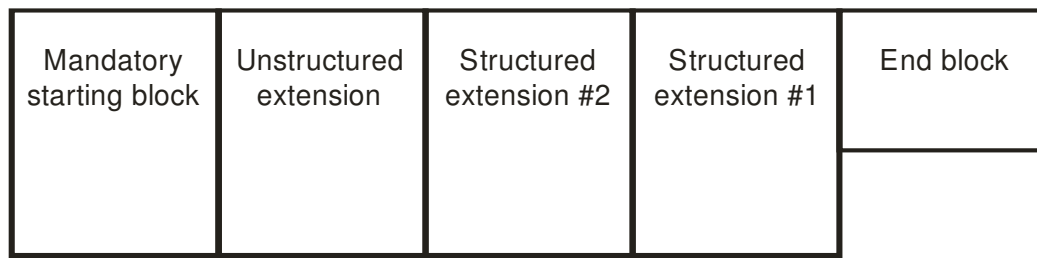 Mandatory
starting block
Unstructured
extension
Structured
extension #2
Structured
extension #1
End block